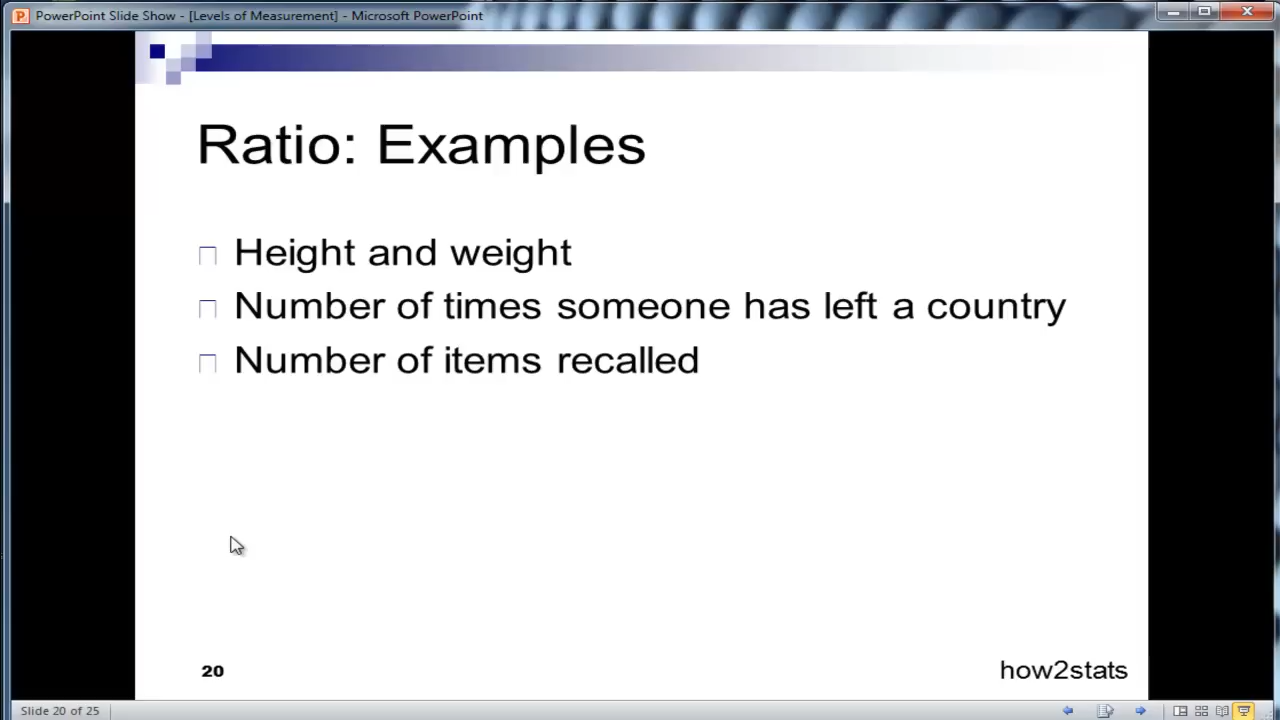 PowerPoint Slide Show - [Levels of Measurement] - Microsoft PowerPoint
Ratio: Examples
Height and weight
Number of times someone has left a country
Number of items recalled
20
how2stats
Slide 20 of 25